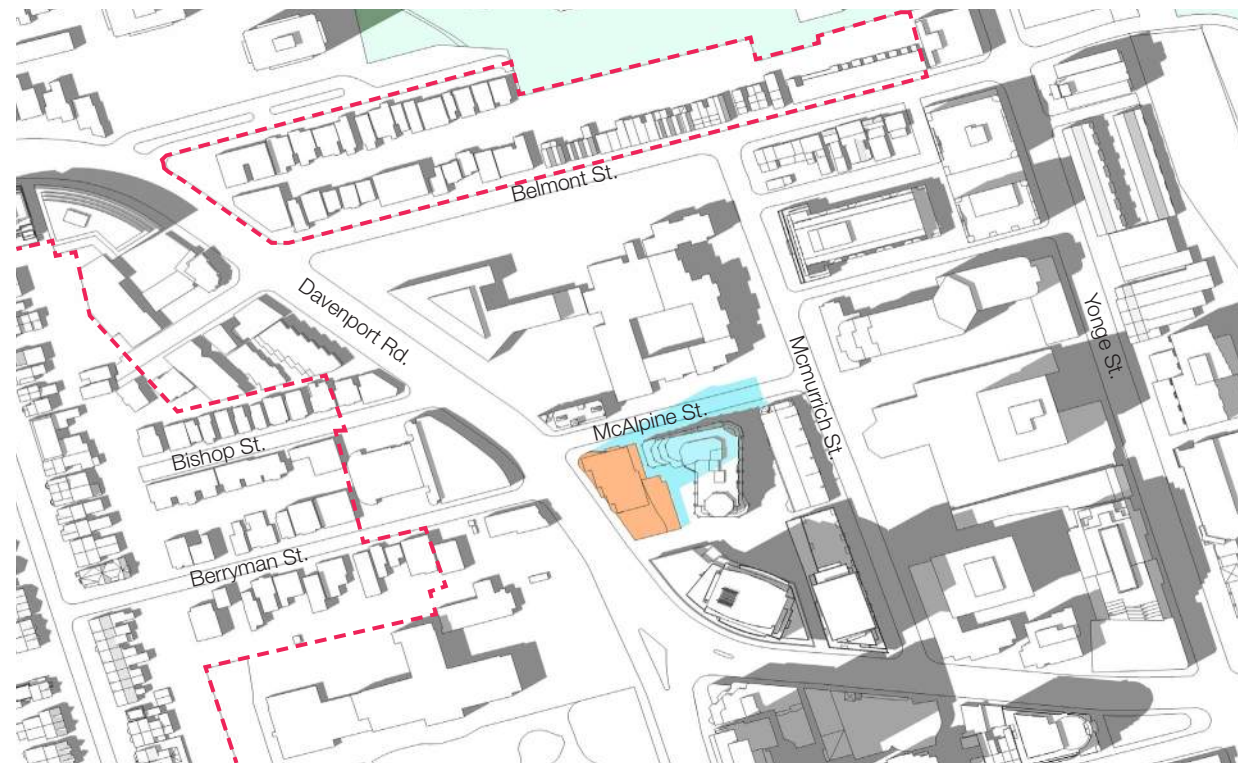 Belmont St.
Davenport Rd.
Yonge St.
McAlpine St.
Mcmurrich St.
Bishop St.
Berryman St.